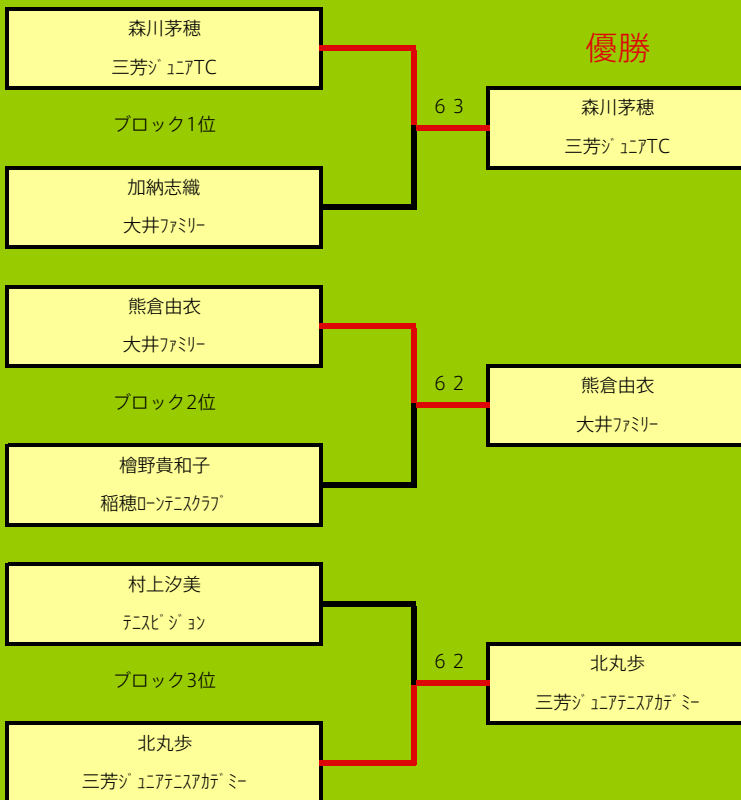 森川茅穂
三芳ｼﾞｭﾆｱTC
優勝
ブロック1位
6 3
森川茅穂
三芳ｼﾞｭﾆｱTC
加納志織
大井ﾌｧﾐﾘｰ
熊倉由衣
大井ﾌｧﾐﾘｰ
ブロック2位
6 2
熊倉由衣
大井ﾌｧﾐﾘｰ
檜野貴和子
稲穂ﾛｰﾝﾃﾆｽｸﾗﾌﾞ
村上汐美
ﾃﾆｽﾋﾞｼﾞｮﾝ
ブロック3位
6 2
北丸歩
三芳ｼﾞｭﾆｱﾃﾆｽｱｶﾃﾞﾐｰ
北丸歩
三芳ｼﾞｭﾆｱﾃﾆｽｱｶﾃﾞﾐｰ